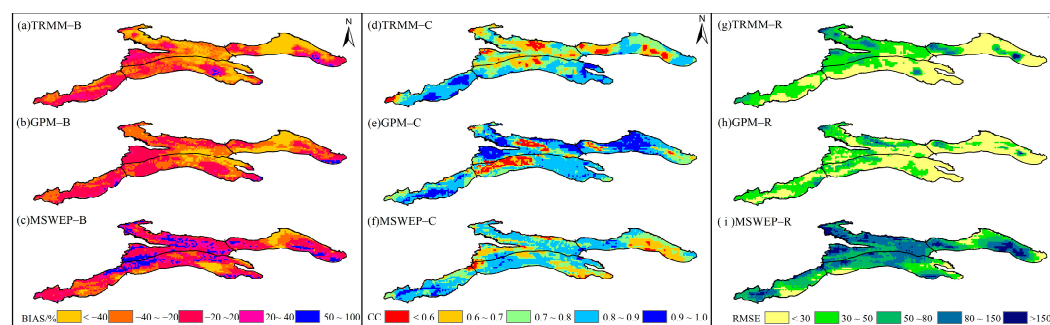 (a)TRMM–B
N
(b)GPM–B
(c)MSWEP–B
BIAS/% < −40 −40 ~ −20 −20 ~ 20 20 ~ 40 50 ~ 100
(d)TRMM–C
N
(e)GPM–C
(f)MSWEP–C
CC < 0.6 0.6 ~ 0.7 0.7 ~ 0.8 0.8 ~ 0.9 0.9 ~ 1.0
(g)TRMM–R
(h)GPM–R
(i )MSWEP–R
RMSE < 30 30 ~ 50 50 ~80 80 ~ 150 >150